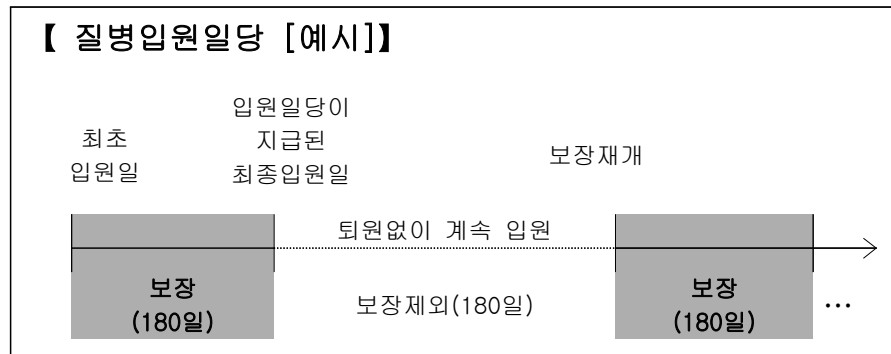 【 질병입원일당 [예시]】
최초
입원일
입원일당이
지급된
최종입원일
보장재개
퇴원없이 계속 입원
보장
(180일)
보장제외(180일)
보장
(180일)
…